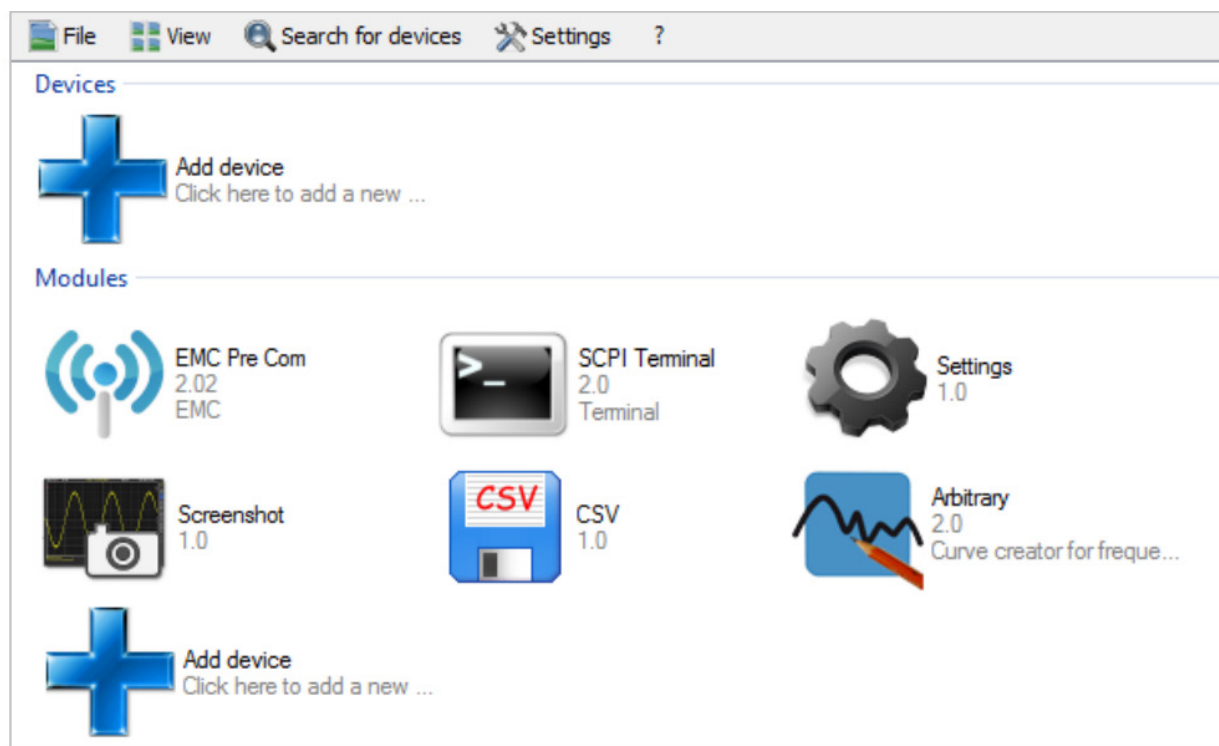 File View Search for devices Settings ?
Devices
Add device
Click here to add a new ...
Modules
EMC Pre Com
2.02
EMC
SCPI Terminal
2.0
Terminal
Settings
1.0
Screenshot
1.0
CSV
CSV
1.0
Arbitrary
2.0
Curve creator for freque...
Add device
Click here to add a new ...